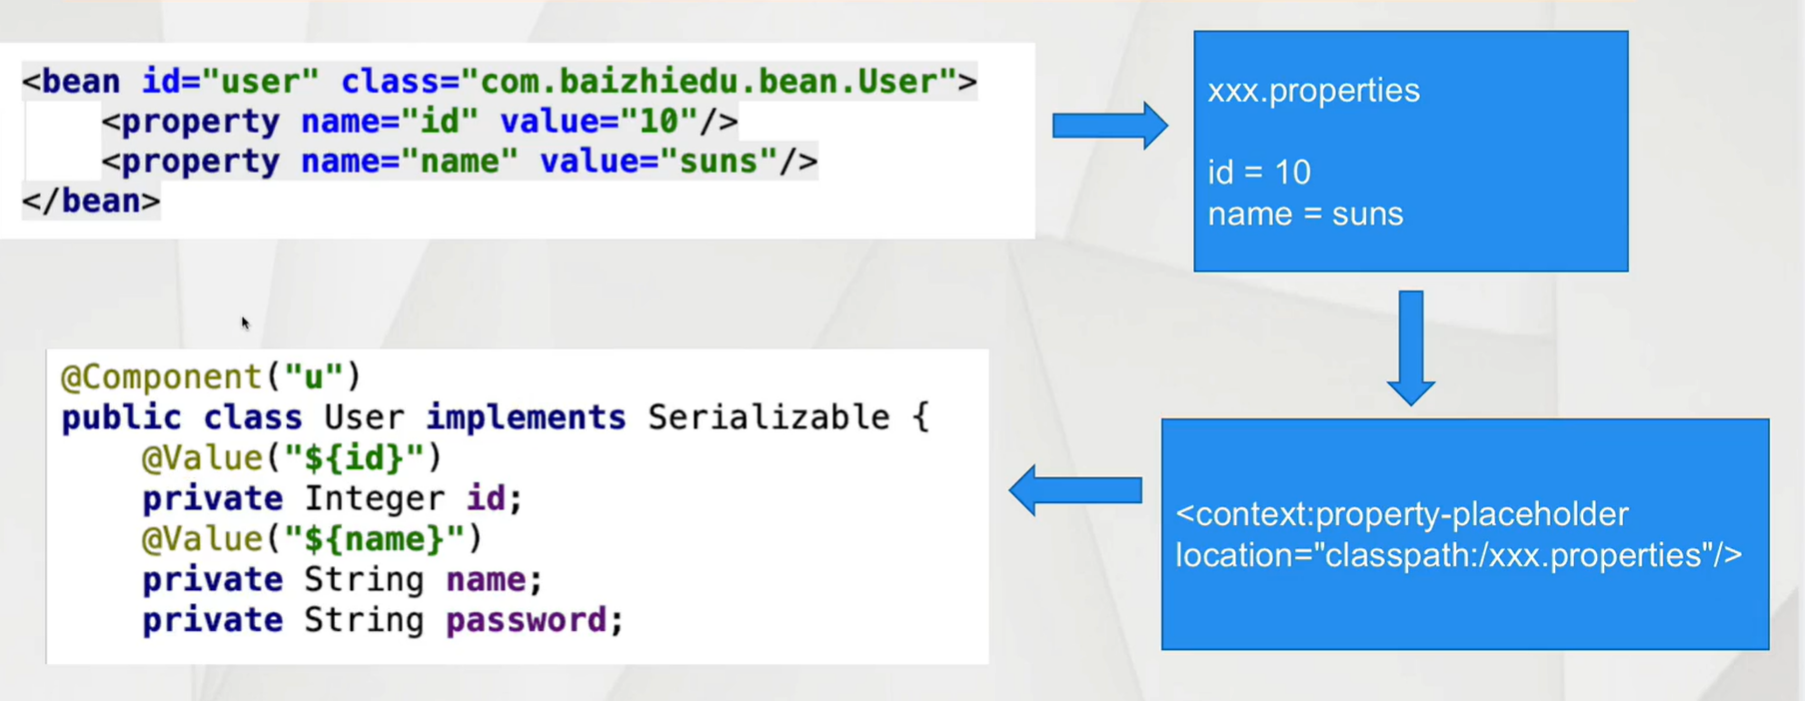 <bean id="user" class="com.baizhiedu.bean.User">
<property name="id" value="10"/>
<property name="name" value="suns"/>
</bean>
xxx.properties
id = 10
name = suns
<context:property-placeholder
location="classpath:/xxx.properties"/>
@Component("u")
public class User implements Serializable {
@Value("${id}")
private Integer id;
@Value("${name}")
private String name;
private String password;